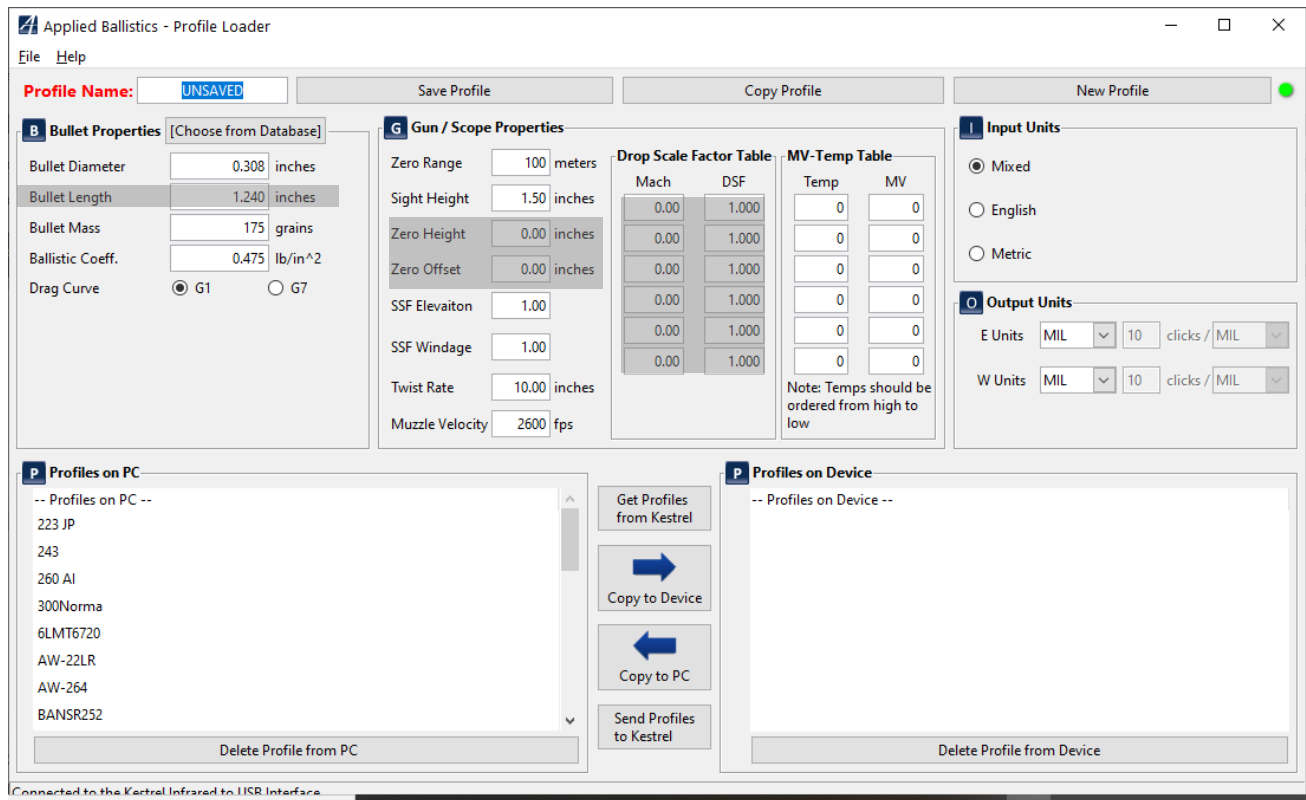 Applied Ballistics - Profile Loader
File Help
Profile Name: UNSAVED Save Profile Copy Profile New Profile
B Bullet Properties [Choose from Database]
Bullet Diameter 0.308 inches
Bullet Length 1.240 inches
Bullet Mass 175 grains
Ballistic Coeff. 0.475 lb/in^2
Drag Curve G1 G7
G Gun / Scope Properties
Zero Range 100 meters
Sight Height 1.50 inches
Zero Height 0.00 inches
Zero Offset 0.00 inches
SSF Elevaiton 1.00
SSF Windage 1.00
Twist Rate 10.00 inches
Muzzle Velocity 2600 fps
Drop Scale Factor Table
Mach DSF
0.00 1.000
0.00 1.000
0.00 1.000
0.00 1.000
0.00 1.000
0.00 1.000
MV-Temp Table
Temp MV
0 0
0 0
0 0
0 0
0 0
0 0
Note: Temps should be
ordered from high to
low
I Input Units
Mixed
English
Metric
O Output Units
E Units MIL 10 clicks / MIL
W Units MIL 10 clicks / MIL
P Profiles on PC
-- Profiles on PC --
223 JP
243
260 AI
300Norma
6LMT6720
AW-22LR
AW-264
BANSR252
Delete Profile from PC
Get Profiles
from Kestrel
Copy to Device
Copy to PC
Send Profiles
to Kestrel
P Profiles on Device
-- Profiles on Device --
Delete Profile from Device
Connected to the Kestrel Infrared to USB Interface